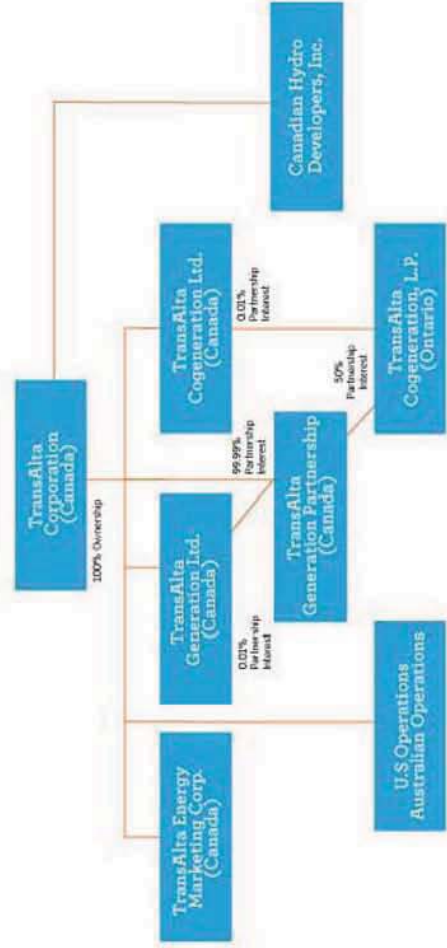 TransAlta
Corporation
(Canada)
100% Ownership
TransAlta Energy
Marketing Corp.
(Canada)
TransAlta
Generation Ltd.
(Canada)
TransAlta
Cogeneration Ltd.
(Canada)
0.01%
Partnership
Interest
99.99%
Partnership
Interest
0.01%
Partnership
Interest
TransAlta
Generation Partnership
(Canada)
50%
Partnership
Interest
U.S Operations
Australian Operations
TransAlta
Cogeneration, L.P.
(Ontario)
Canadian Hydro
Developers, Inc.